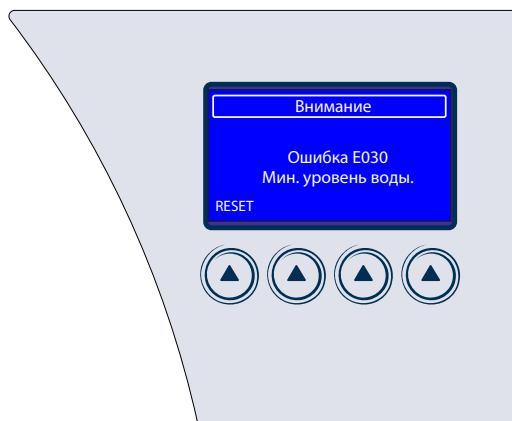 Внимание
Ошибка E030
Мин. уровень воды.
RESET